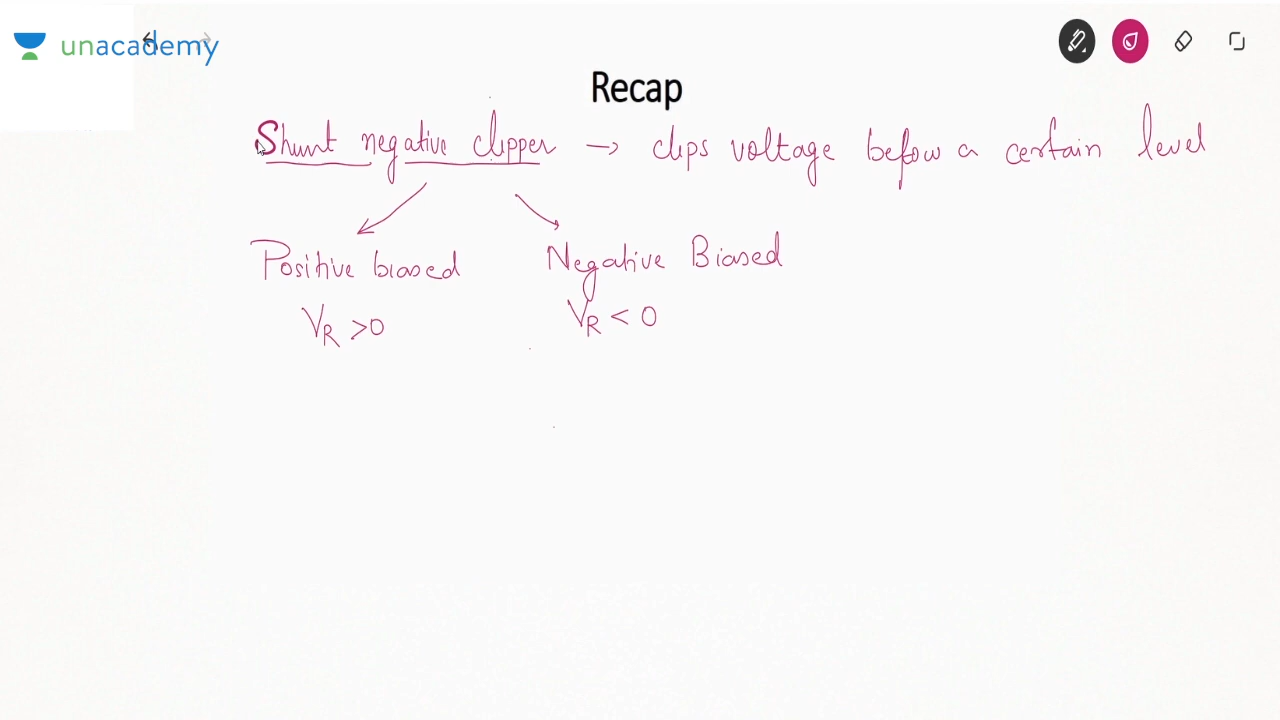 unacademy
Recap
Shunt negative clipper → clips voltage below a certain level
Positive biased
Negative Biased
VR >0
VR < 0